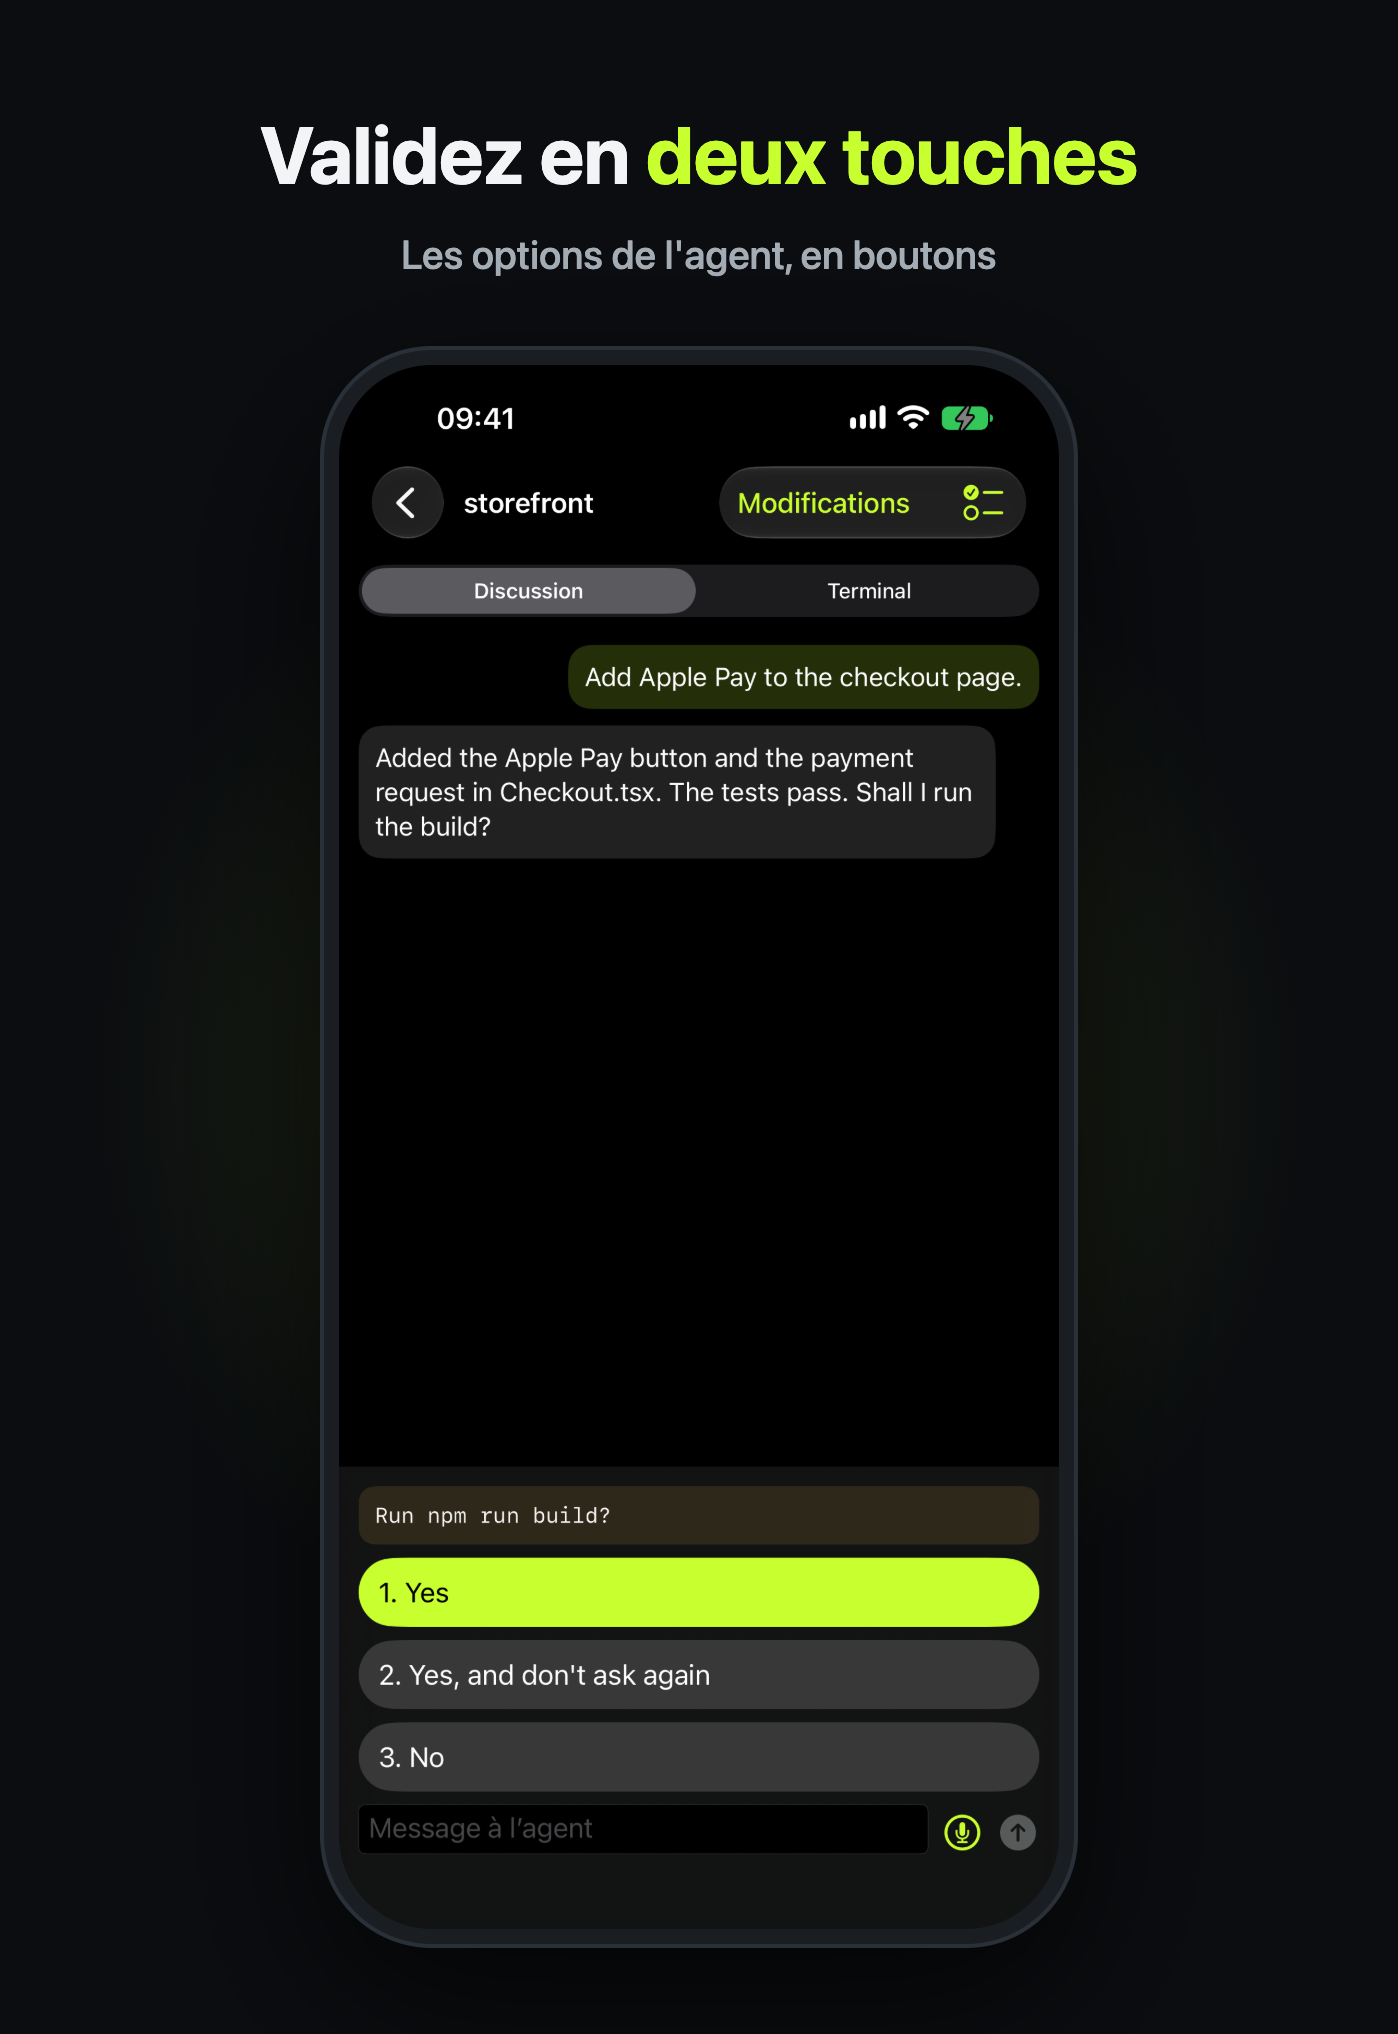 Validez en deux touches
Les options de l'agent, en boutons
09:41
storefront
Modifications
Discussion
Terminal
Add Apple Pay to the checkout page.
Added the Apple Pay button and the payment
request in Checkout.tsx. The tests pass. Shall I run
the build?
Run npm run build?
1. Yes
2. Yes, and don't ask again
3. No
Message à l’agent